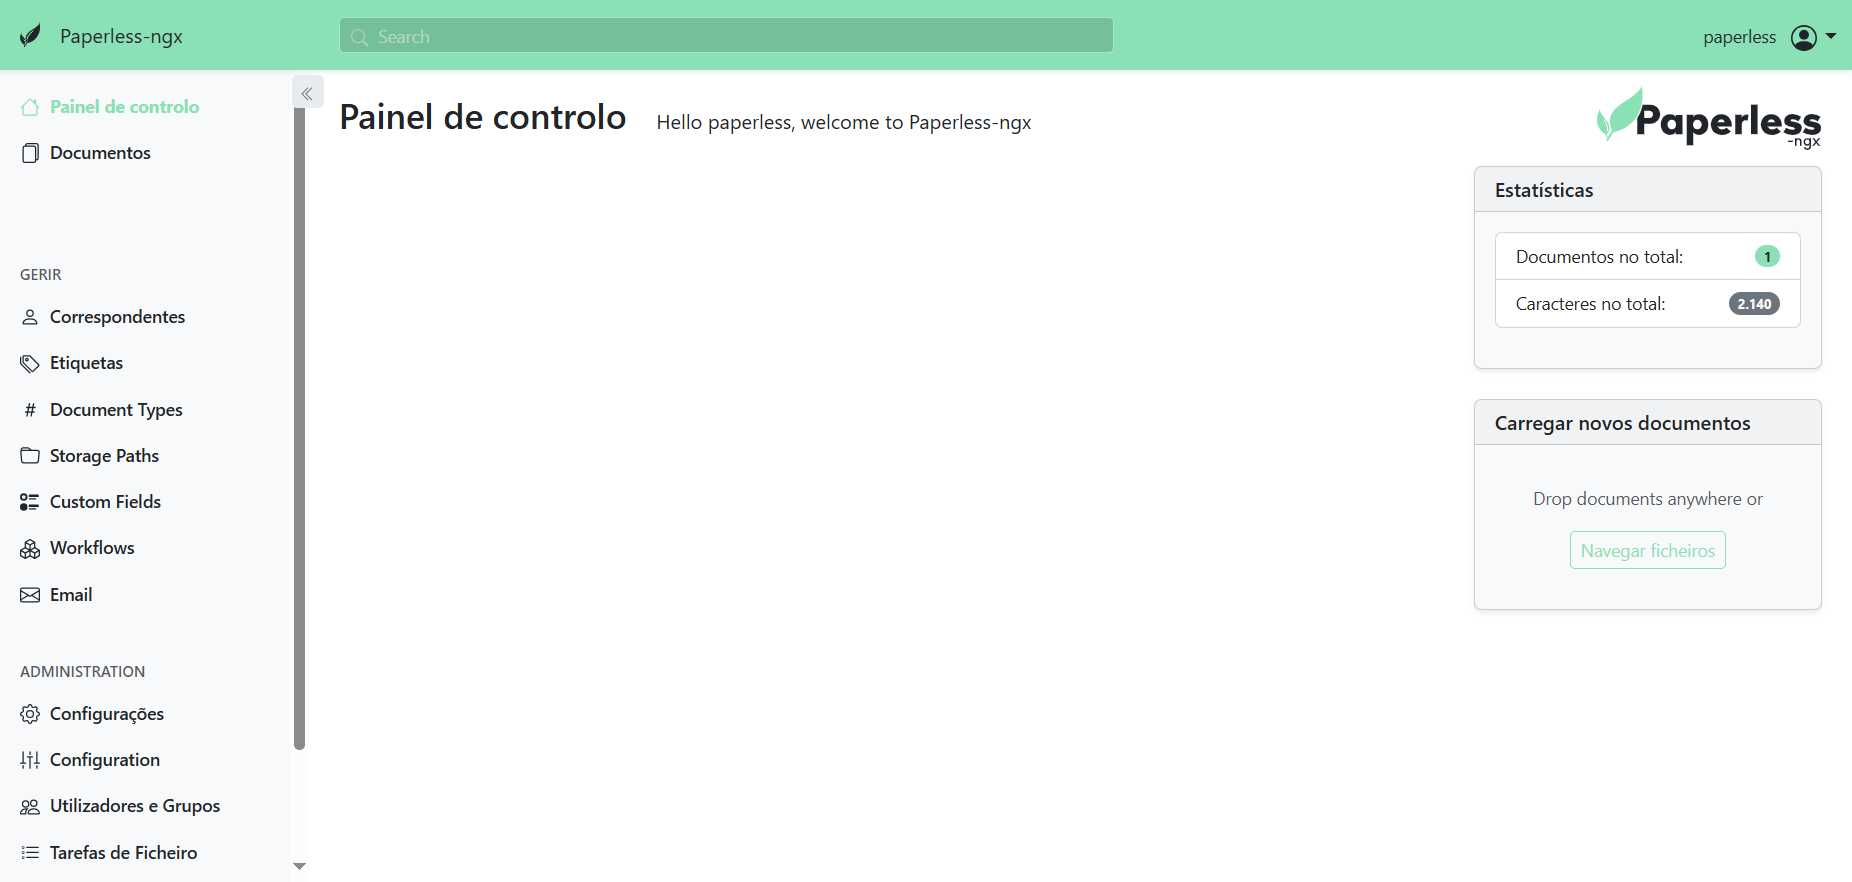 Paperless-ngx
Search
paperless
Painel de controlo
Documentos
GERIR
Correspondentes
Etiquetas
# Document Types
Storage Paths
Custom Fields
Workflows
Email
ADMINISTRATION
Configurações
Configuration
Utilizadores e Grupos
Tarefas de Ficheiro
Painel de controlo
Hello paperless, welcome to Paperless-ngx
Paperless
-ngx
Estatísticas
Documentos no total: 1
Caracteres no total: 2.140
Carregar novos documentos
Drop documents anywhere or
Navegar ficheiros